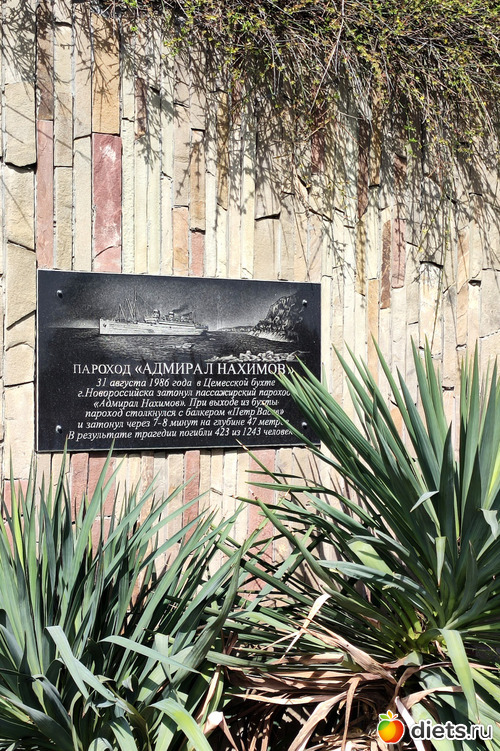 ПАРОХОД «АДМИРАЛ НАХИМОВ»
31 августа 1986 года в Цемесской бухте
г.Новороссийска затонул пассажирский пароход
«Адмирал Нахимов». При выходе из бухты
пароход столкнулся с балкером «Петр Васев»
и затонул через 7-8 минут на глубине 47 метров.
В результате трагедии погибли 423 из 1243 человек
diets.ru